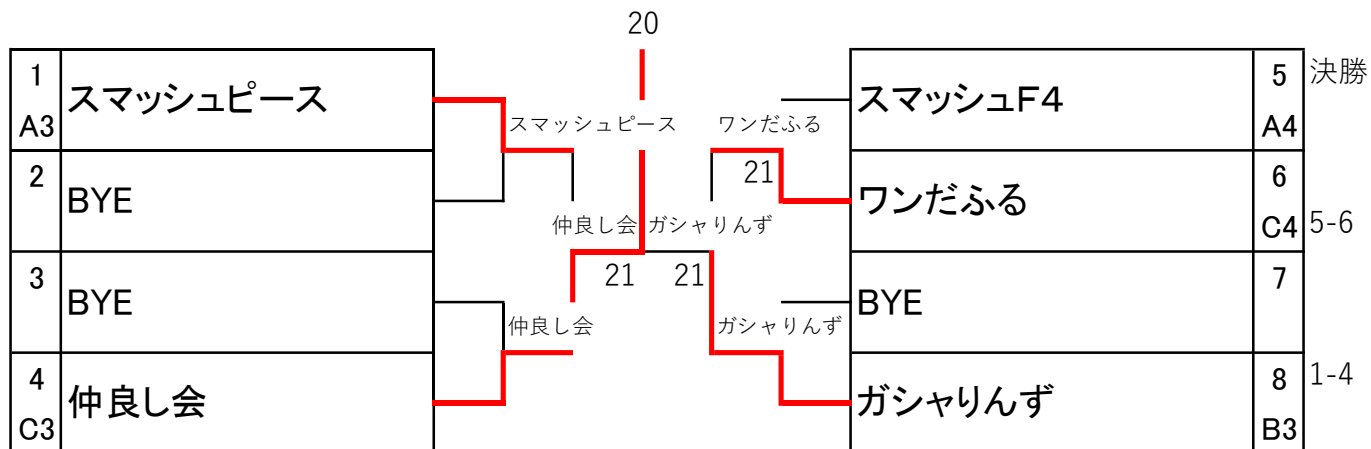 20
1
スマッシュピース
A3
スマッシュピース
ワンだふる
スマッシュF4
5
A4
決勝
2
BYE
21
ワンだふる
6
C4
5-6
仲良し会
ガシャりんず
3
BYE
21
21
BYE
7
仲良し会
ガシャりんず
4
仲良し会
C3
ガシャりんず
8
B3
1-4